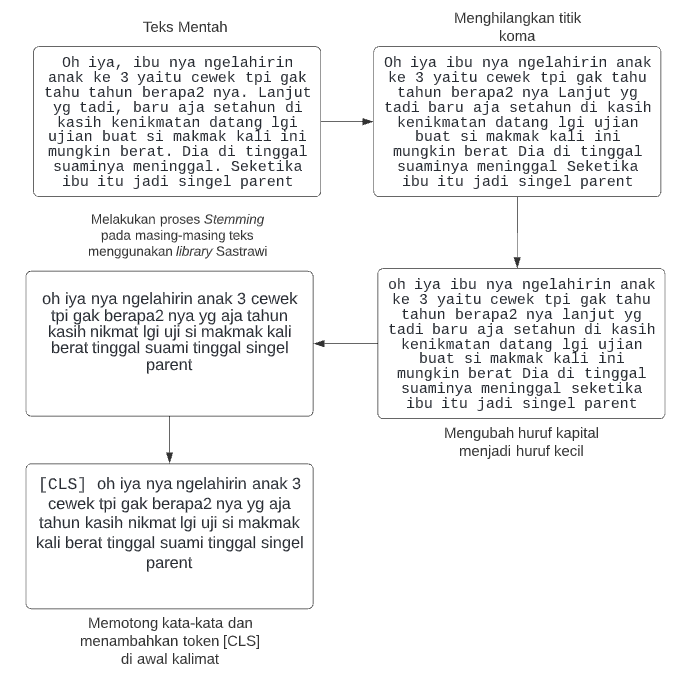 Teks Mentah
Oh iya, ibu nya ngelahirin
anak ke 3 yaitu cewek tpi gak
tahu tahun berapa2 nya. Lanjut
yg tadi, baru aja setahun di
kasih kenikmatan datang lgi
ujian buat si makmak kali ini
mungkin berat. Dia di tinggal
suaminya meninggal. Seketika
ibu itu jadi singel parent
Menghilangkan titik
koma
Oh iya ibu nya ngelahirin anak
ke 3 yaitu cewek tpi gak tahu
tahun berapa2 nya Lanjut yg
tadi baru aja setahun di kasih
kenikmatan datang lgi ujian
buat si makmak kali ini
mungkin berat Dia di tinggal
suaminya meninggal Seketika
ibu itu jadi singel parent
oh iya ibu nya ngelahirin anak
ke 3 yaitu cewek tpi gak tahu
tahun berapa2 nya lanjut yg
tadi baru aja setahun di kasih
kenikmatan datang lgi ujian
buat si makmak kali ini
mungkin berat Dia di tinggal
suaminya meninggal seketika
ibu itu jadi singel parent
Mengubah huruf kapital
menjadi huruf kecil
Melakukan proses Stemming
pada masing-masing teks
menggunakan library Sastrawi
oh iya nya ngelahirin anak 3 cewek
tpi gak berapa2 nya yg aja tahun
kasih nikmat lgi uji si makmak kali
berat tinggal suami tinggal singel
parent
[CLS] oh iya nya ngelahirin anak 3
cewek tpi gak berapa2 nya yg aja
tahun kasih nikmat lgi uji si makmak
kali berat tinggal suami tinggal singel
parent
Memotong kata-kata dan
menambahkan token [CLS]
di awal kalimat